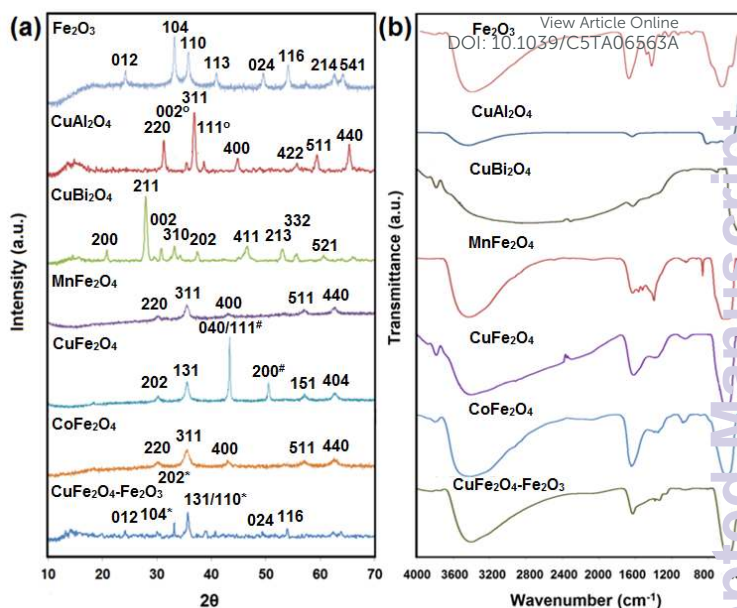 (a)
Fe₂O₃
104
110
012
113
024
116
214
541
CuAl₂O₄
311
002°
220
111°
400
422
511
440
CuBi₂O₄
211
002
332
200
310
202
411
213
521
MnFe₂O₄
311
220
400
511
440
040/111#
CuFe₂O₄
200#
131
202
151
404
CoFe₂O₄
311
220
400
511
440
202*
CuFe₂O₄-Fe₂O₃
131/110*
012
104*
024
116
10 20 30 40 50 60 70
2θ
Intensity (a.u.)
(b)
Fe₂O₃
View Article Online
DOI: 10.1039/C5TA06563A
CuAl₂O₄
CuBi₂O₄
MnFe₂O₄
CuFe₂O₄
CoFe₂O₄
CuFe₂O₄-Fe₂O₃
4000 3600 2800 2000 1600 800
Wavenumber (cm⁻¹)
Transmittance (a.u.)